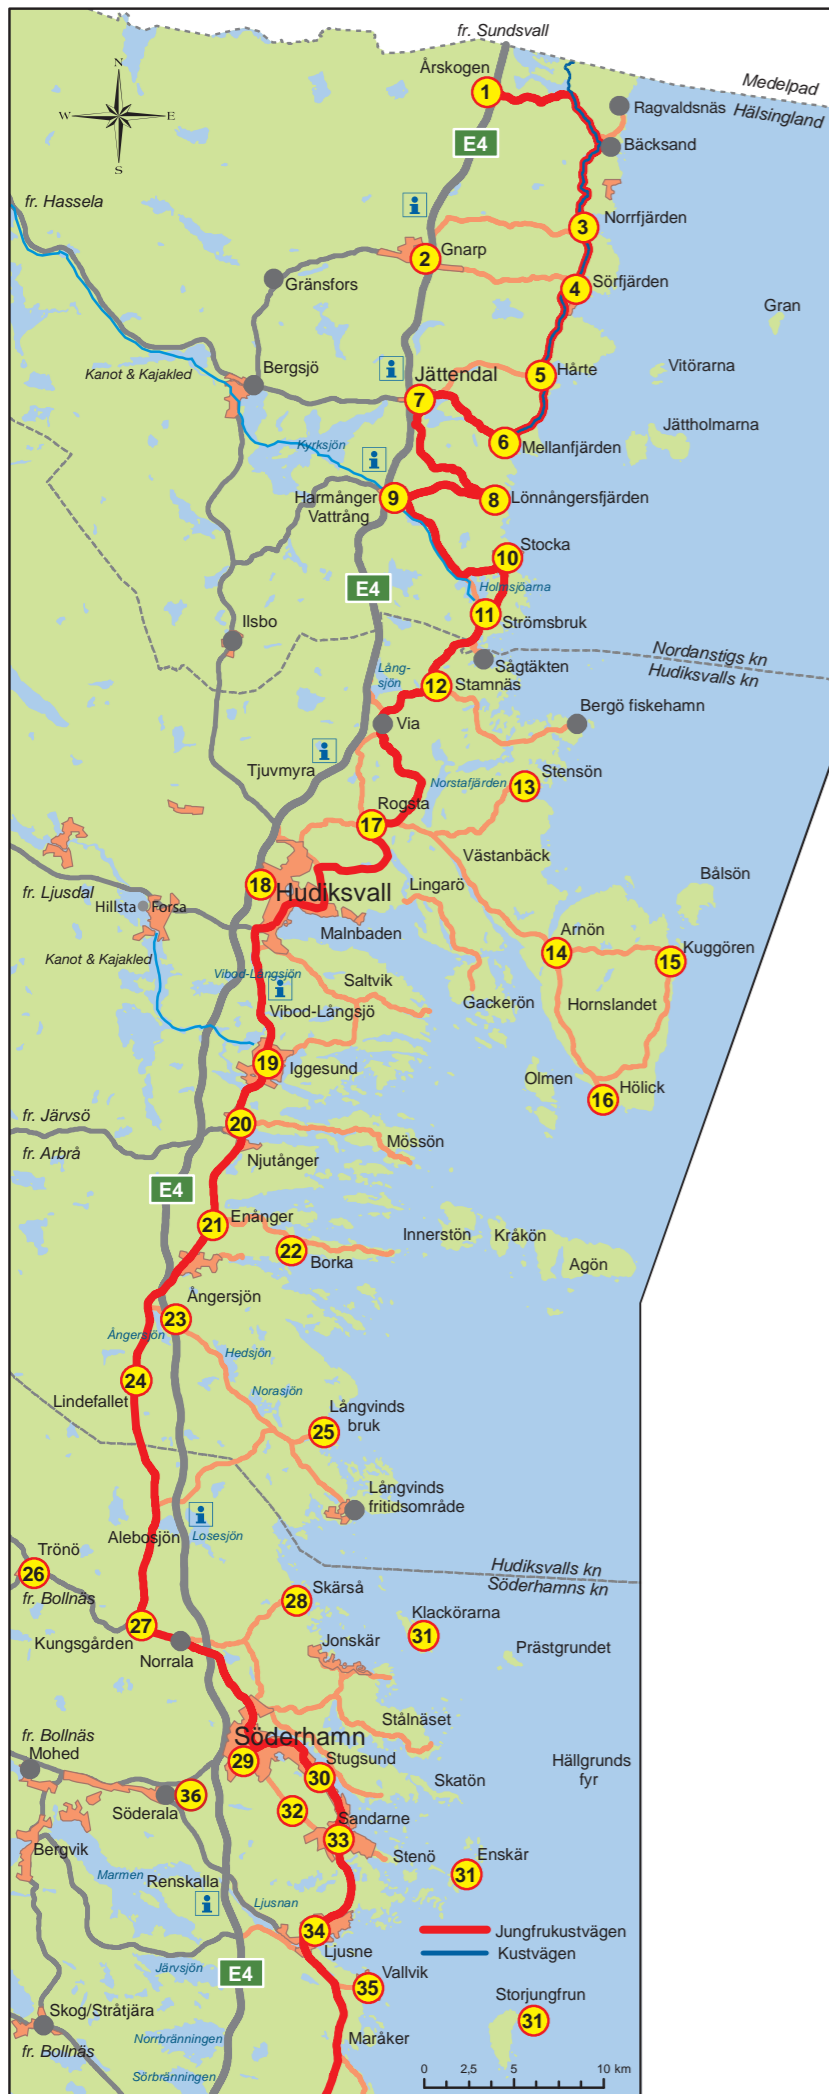 fr. Sundsvall
Årskogen
1
Medelpad
Hälsingland
Ragvaldsnäs
N
W
E
S
E4
Bäcksand
fr. Hassela
i
3
Norrfjärden
2
Gnarp
Gränsfors
4
Sörfjärden
Gran
i
Kanot & Kajakled
Bergsjö
Jättendal
5
Hårte
Vitörarna
7
Jättholmarna
6
Mellanfjärden
Kyrksjön
i
Harmånger
Vattrång
9
8
Lönnångersfjärden
10
Stocka
E4
Holmsjöarna
11
Strömsbruk
Ilsbo
Nordanstigs kn
Hudiksvalls kn
Sågtäkten
Lång-
sjön
12
Stamnäs
Bergö fiskehamn
Via
i
Tjuvmyra
Norstafjärden
13
Stensön
Rogsta
17
Västanbäck
fr. Ljusdal
18
Hudiksvall
Lingarö
Bålsön
Hillsta
Forsa
Malnbaden
Arnön
14
Kuggören
15
Kanot & Kajakled
Vibod-Långsjön
i
Saltvik
Gackerön
Hornslandet
Vibod-Långsjö
19
Iggesund
Olmen
Hölick
16
fr. Järvsö
20
fr. Arbrå
Mössön
Njutånger
E4
21
Enånger
22
Borka
Innerstön
Kråkön
Agön
Ångersjön
23
Ångersjön
Hedsjön
24
Lindefallet
Norasjön
Långvinds
bruk
25
Långvinds
fritidsområde
i
Alebosjön
Losesjön
Trönö
26
fr. Bollnäs
Hudiksvalls kn
Söderhamns kn
28
Skärså
Klackörarna
31
27
Kungsgården
Norrala
Jonskär
Prästgrundet
Stålnäset
fr. Bollnäs
Mohed
Söderhamn
29
Stugsund
30
Skatön
Hällgrunds
fyr
36
Söderala
32
Sandarne
33
Bergvik
Stenö
Enskär
31
Marmen
Renskalla
i
Ljusnan
34
Ljusne
Jungfrukustvägen
Kustvägen
Järvsjön
E4
Vallvik
35
Storjungfrun
31
Skog/Stråtjära
fr. Bollnäs
Norrbränningen
Maråker
Sörbränningen
0
2,5
5
10 km